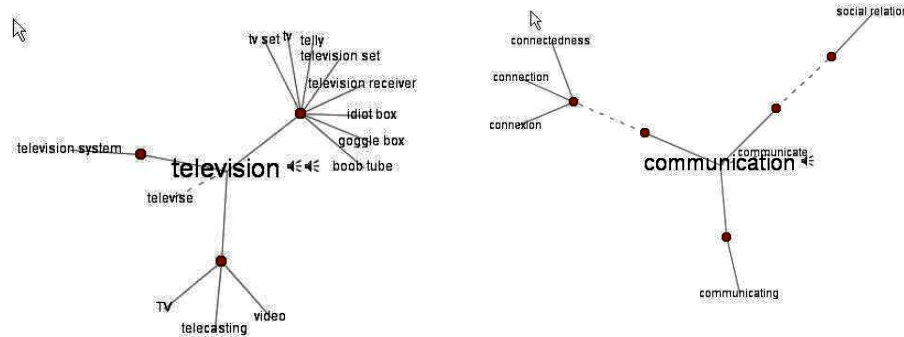 tv set
tv
telly
television set
television receiver
idiot box
goggle box
boob tube
television system
television
televise
TV
video
telecasting
social relation
connectedness
connection
connexion
communicate
communication
communicating